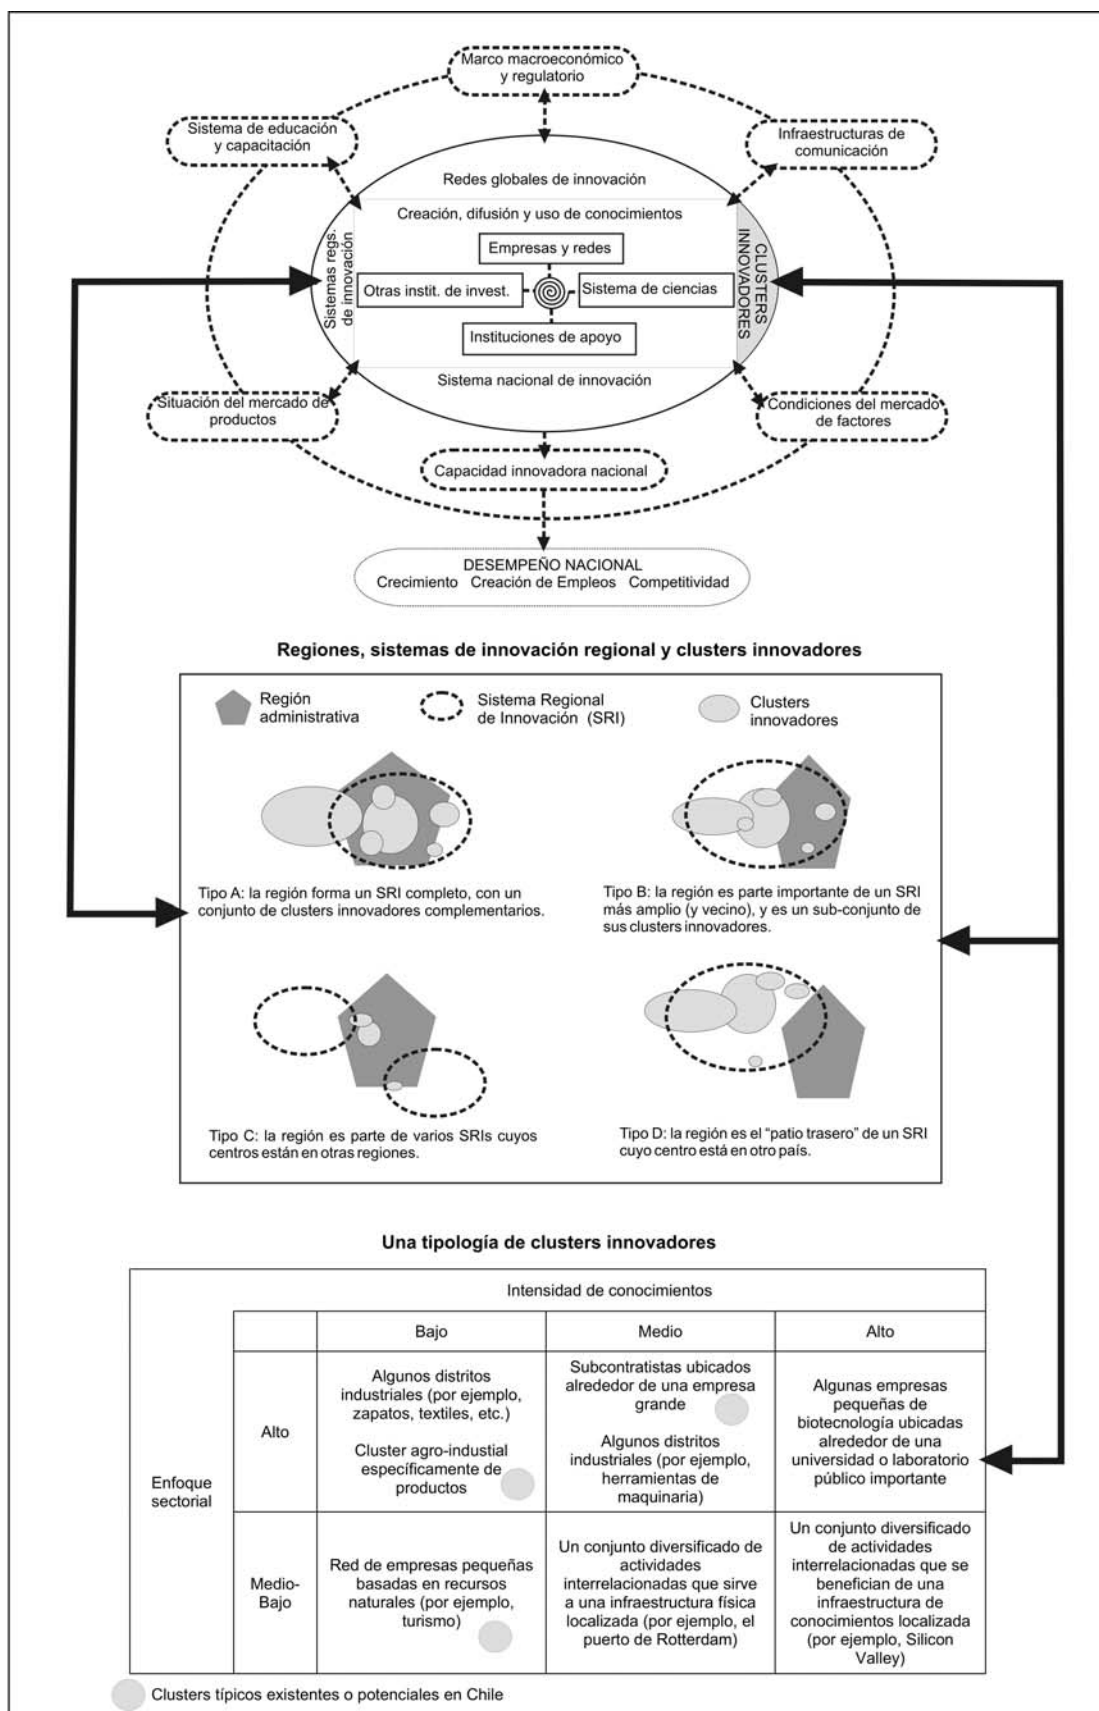 Marco macroeconómico
y regulatorio
Sistema de educación
y capacitación
Infraestructuras de
comunicación
Redes globales de innovación
Creación, difusión y uso de conocimientos
Empresas y redes
Sistemas regs.
de innovación
Otras instit. de invest.
Sistema de ciencias
CLUSTERS
INNOVADORES
Instituciones de apoyo
Sistema nacional de innovación
Situación del mercado de
productos
Condiciones del mercado
de factores
Capacidad innovadora nacional
DESEMPEÑO NACIONAL
Crecimiento Creación de Empleos Competitividad
Regiones, sistemas de innovación regional y clusters innovadores
Región
administrativa
Sistema Regional
de Innovación (SRI)
Clusters
innovadores
Tipo A: la región forma un SRI completo, con un
conjunto de clusters innovadores complementarios.
Tipo B: la región es parte importante de un SRI
más amplio (y vecino), y es un sub-conjunto de
sus clusters innovadores.
Tipo C: la región es parte de varios SRIs cuyos
centros están en otras regiones.
Tipo D: la región es el “patio trasero” de un SRI
cuyo centro está en otro país.
Una tipología de clusters innovadores
Intensidad de conocimientos
Bajo
Medio
Alto
Enfoque
sectorial
Alto
Algunos distritos
industriales (por ejemplo,
zapatos, textiles, etc.)
Cluster agro-industial
específicamente de
productos
Subcontratistas ubicados
alrededor de una empresa
grande
Algunos distritos
industriales (por ejemplo,
herramientas de
maquinaria)
Algunas empresas
pequeñas de
biotecnología ubicadas
alrededor de una
universidad o laboratorio
público importante
Medio-
Bajo
Red de empresas pequeñas
basadas en recursos
naturales (por ejemplo,
turismo)
Un conjunto diversificado de
actividades
interrelacionadas que sirve
a una infraestructura física
localizada (por ejemplo, el
puerto de Rotterdam)
Un conjunto diversificado
de actividades
interrelacionadas que se
benefician de una
infraestructura de
conocimientos localizada
(por ejemplo, Silicon
Valley)
Clusters típicos existentes o potenciales en Chile